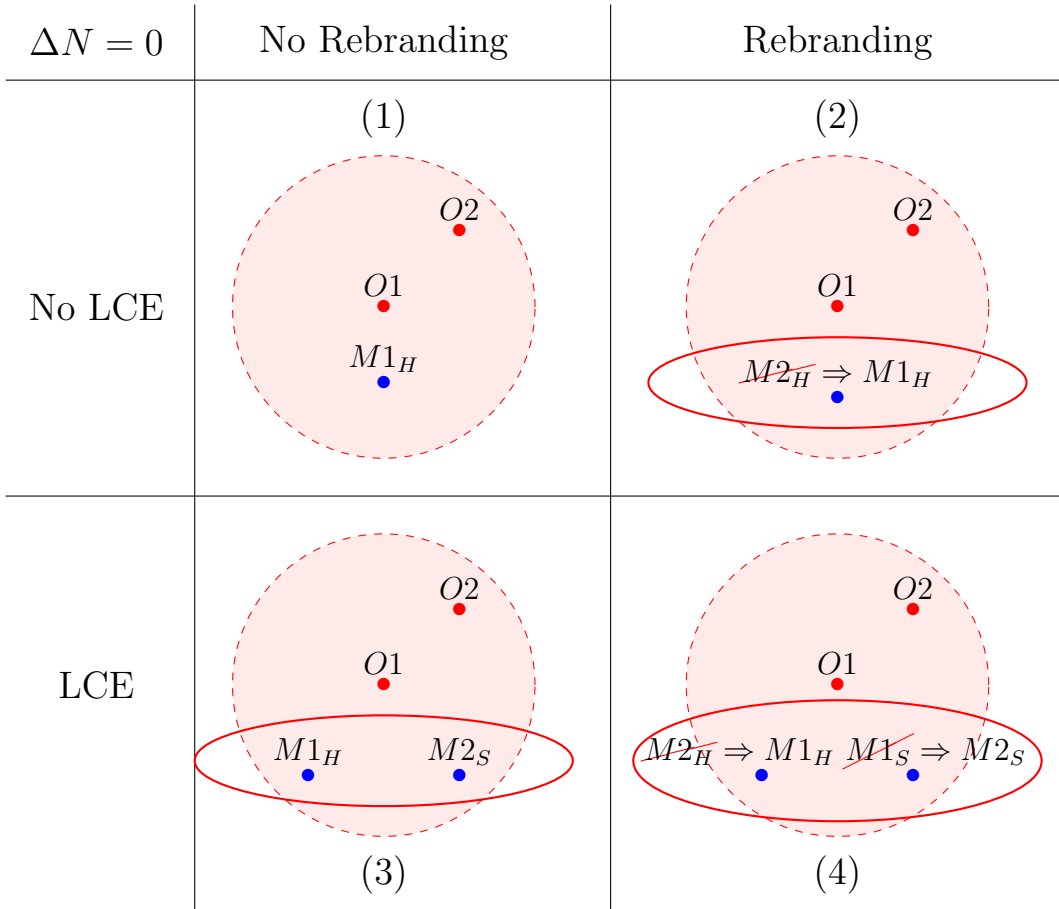 ΔN = 0 No Rebranding Rebranding
(1) (2)
O2 O2
O1 O1
No LCE
M1_H M2_H ⇒ M1_H
O2 O2
O1 O1
LCE
M1_H M2_S M2_H ⇒ M1_H M1_S ⇒ M2_S
(3) (4)